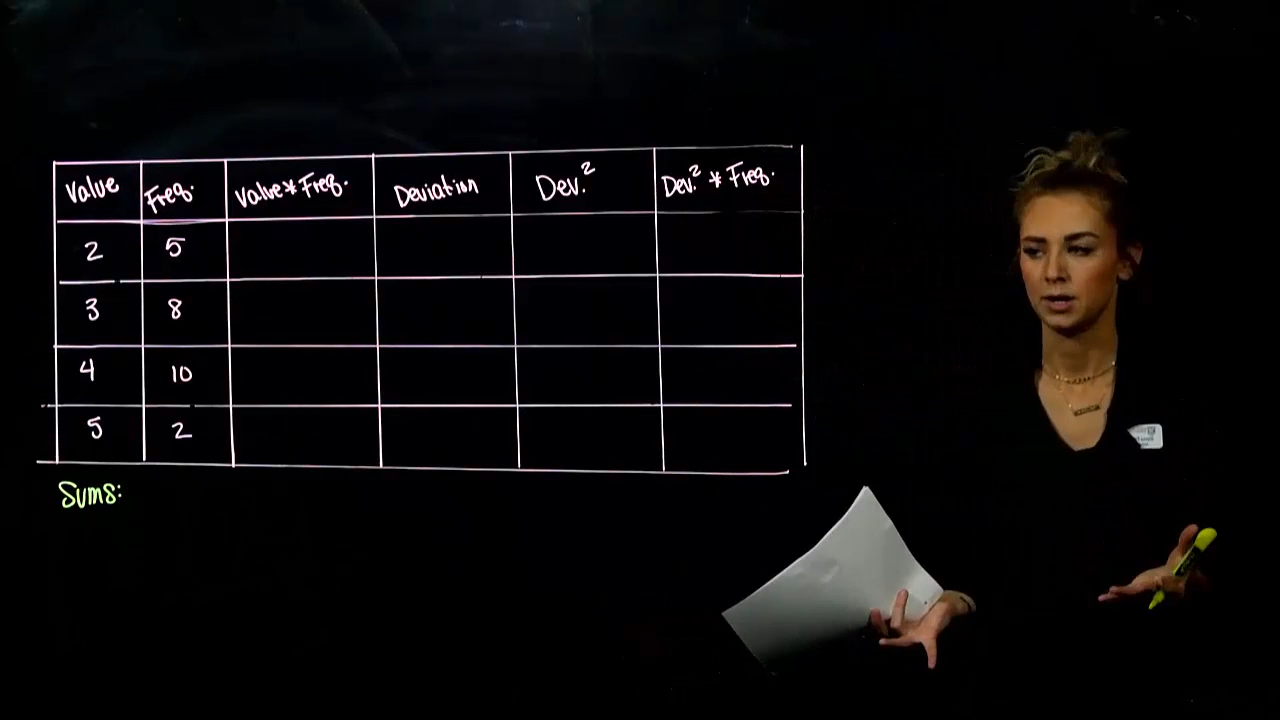 Value Freq. Value*Freq. Deviation Dev.² Dev.² * Freq.
2 5
3 8
4 10
5 2
Sums: